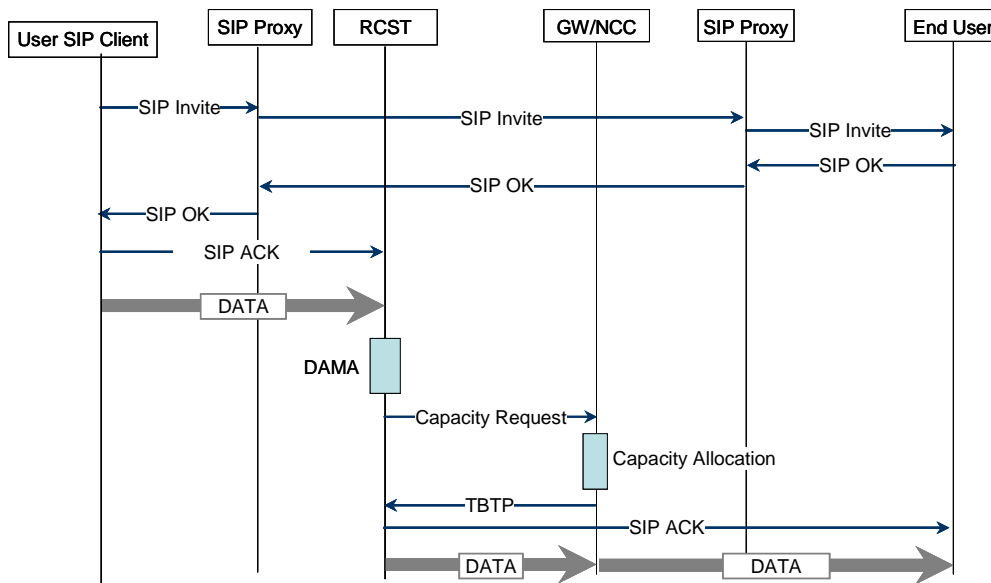 User SIP Client
SIP Proxy
RCST
GW/NCC
SIP Proxy
End User
SIP Invite
SIP Invite
SIP Invite
SIP OK
SIP OK
SIP OK
SIP ACK
DATA
DAMA
Capacity Request
Capacity Allocation
TBTP
SIP ACK
DATA
DATA